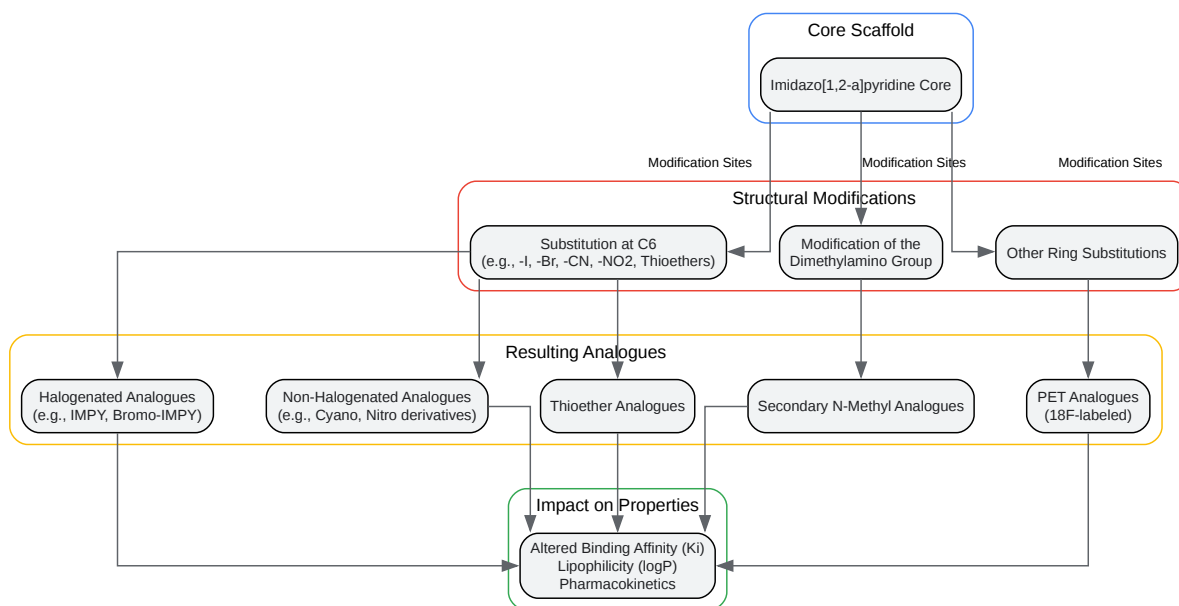 Core Scaffold
Imidazo[1,2-a]pyridine Core
Modification Sites
Modification Sites
Modification Sites
Structural Modifications
Substitution at C6
(e.g., -I, -Br, -CN, -NO2, Thioethers)
Modification of the
Dimethylamino Group
Other Ring Substitutions
Resulting Analogues
Halogenated Analogues
(e.g., IMPY, Bromo-IMPY)
Non-Halogenated Analogues
(e.g., Cyano, Nitro derivatives)
Thioether Analogues
Secondary N-Methyl Analogues
PET Analogues
(18F-labeled)
Impact on Properties
Altered Binding Affinity (Ki)
Lipophilicity (logP)
Pharmacokinetics